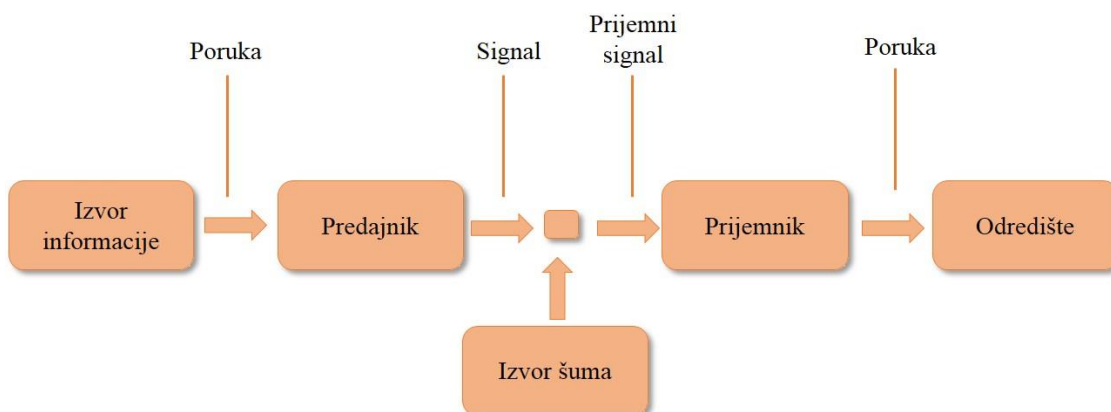 Poruka
Signal
Prijemni
signal
Poruka
Izvor
informacije
Predajnik
Prijemnik
Odredište
Izvor šuma